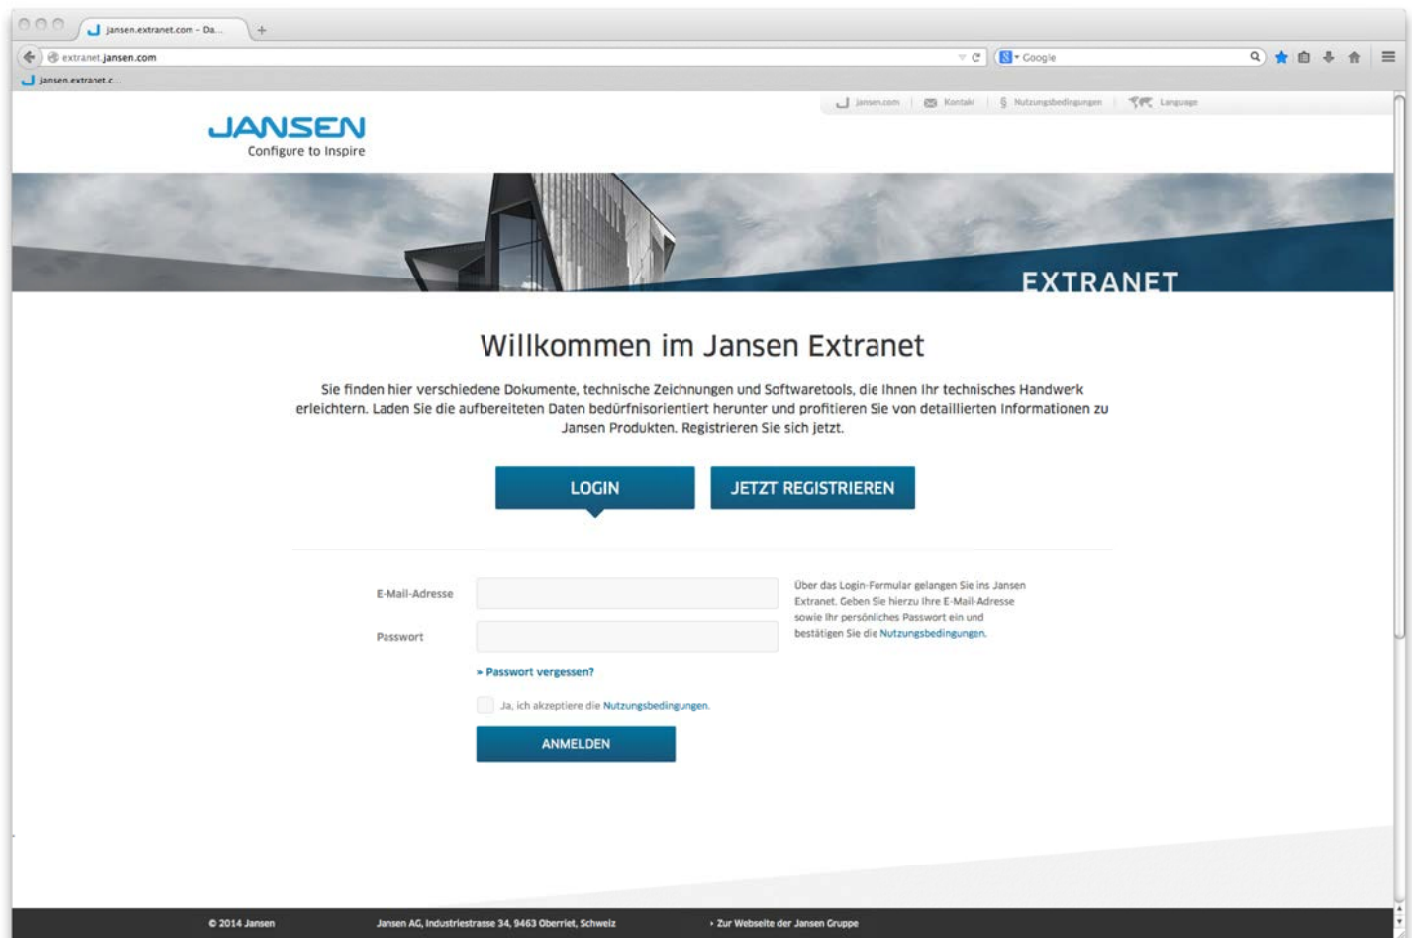 jansen.extranet.com – Da...
extranet.jansen.com
Google
jansen.extranet.c...
jansen.com | Kontakt | § Nutzungsbedingungen | Language
JANSEN
Configure to Inspire
EXTRANET
Willkommen im Jansen Extranet
Sie finden hier verschiedene Dokumente, technische Zeichnungen und Softwaretools, die Ihnen Ihr technisches Handwerk
erleichtern. Laden Sie die aufbereiteten Daten bedürfnisorientiert herunter und profitieren Sie von detaillierten Informationen zu
Jansen Produkten. Registrieren Sie sich jetzt.
LOGIN
JETZT REGISTRIEREN
E-Mail-Adresse
Passwort
Über das Login-Formular gelangen Sie ins Jansen
Extranet. Geben Sie hierzu Ihre E-Mail-Adresse
sowie Ihr persönliches Passwort ein und
bestätigen Sie die Nutzungsbedingungen.
» Passwort vergessen?
Ja, ich akzeptiere die Nutzungsbedingungen.
ANMELDEN
© 2014 Jansen
Jansen AG, Industriestrasse 34, 9463 Oberriet, Schweiz
› Zur Webseite der Jansen Gruppe